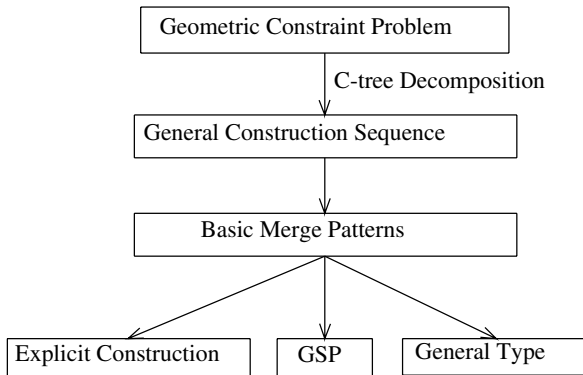 Geometric Constraint Problem
C-tree Decomposition
General Construction Sequence
Basic Merge Patterns
Explicit Construction
GSP
General Type